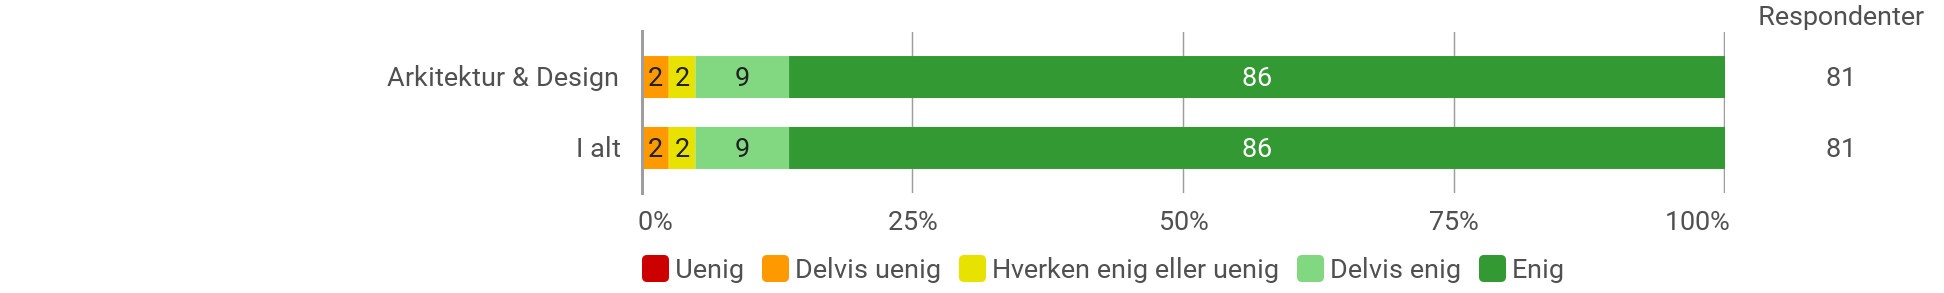 Respondenter
Arkitektur & Design 2 2 9 86 81
I alt 2 2 9 86 81
0% 25% 50% 75% 100%
Uenig Delvis uenig Hverken enig eller uenig Delvis enig Enig